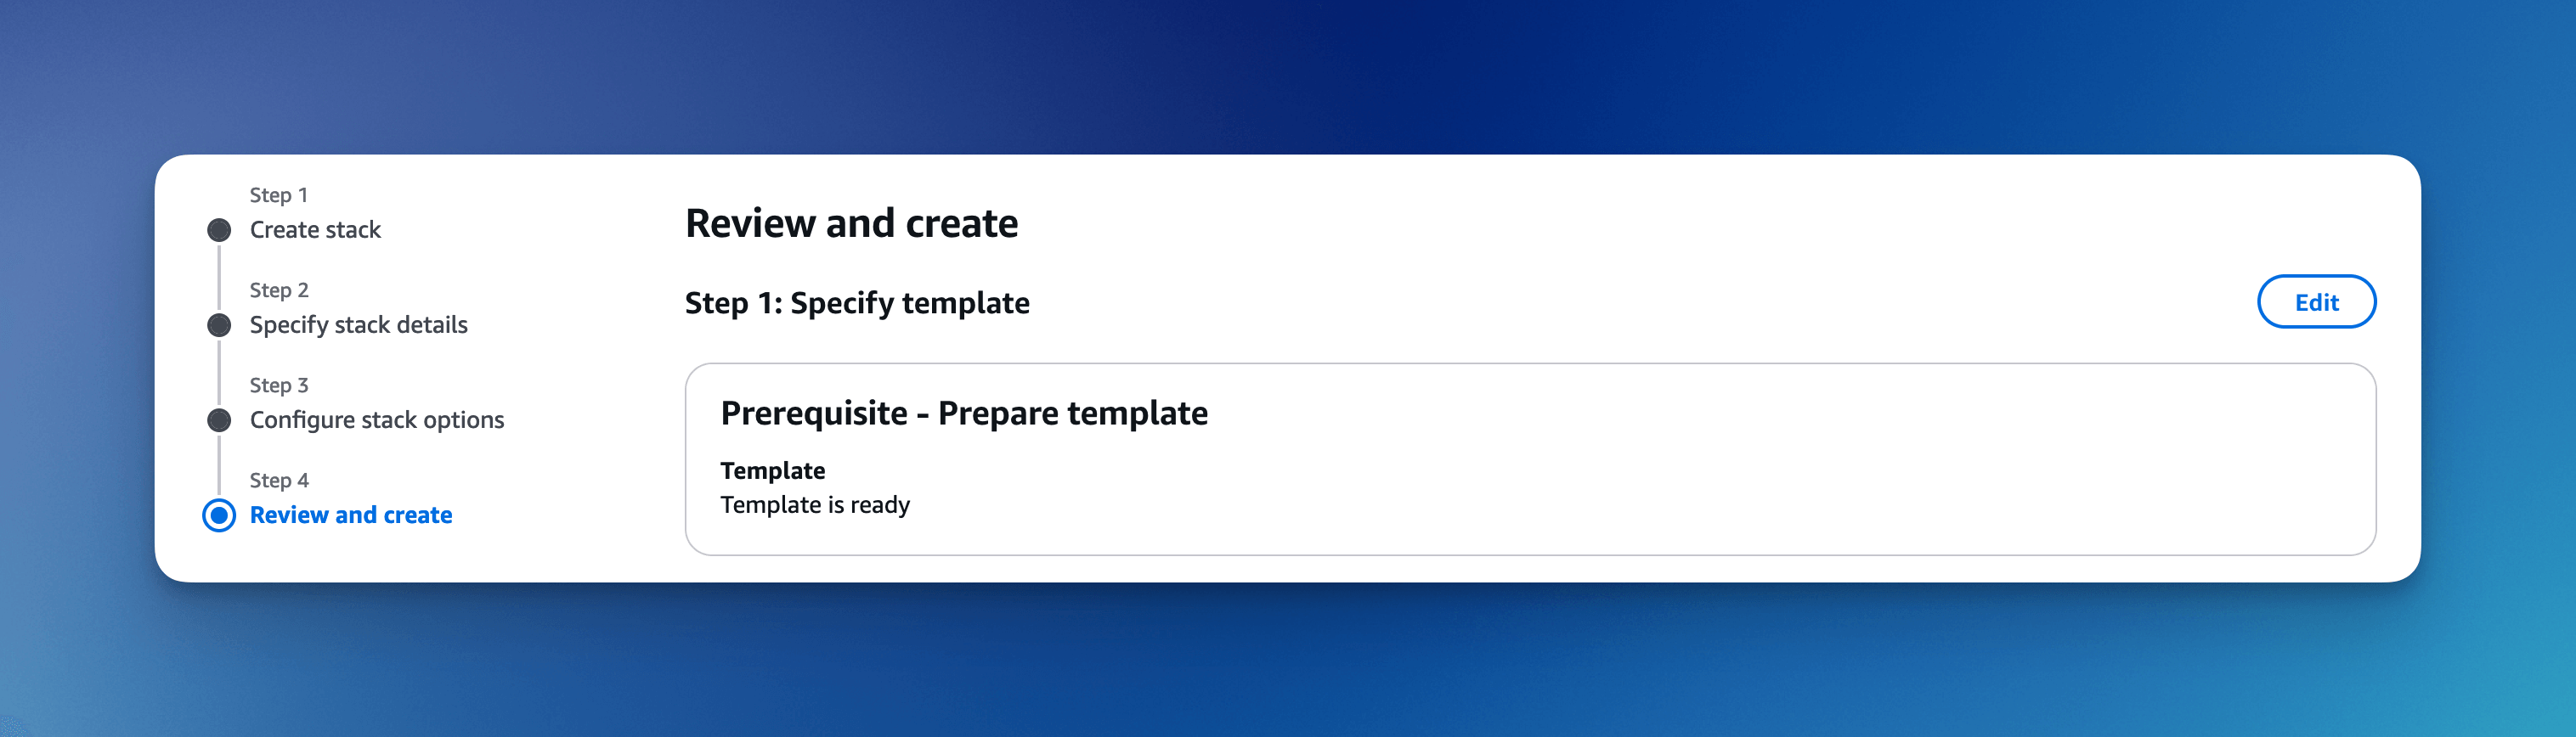 Step 1
Create stack
Step 2
Specify stack details
Step 3
Configure stack options
Step 4
Review and create
Review and create
Step 1: Specify template
Edit
Prerequisite - Prepare template
Template
Template is ready